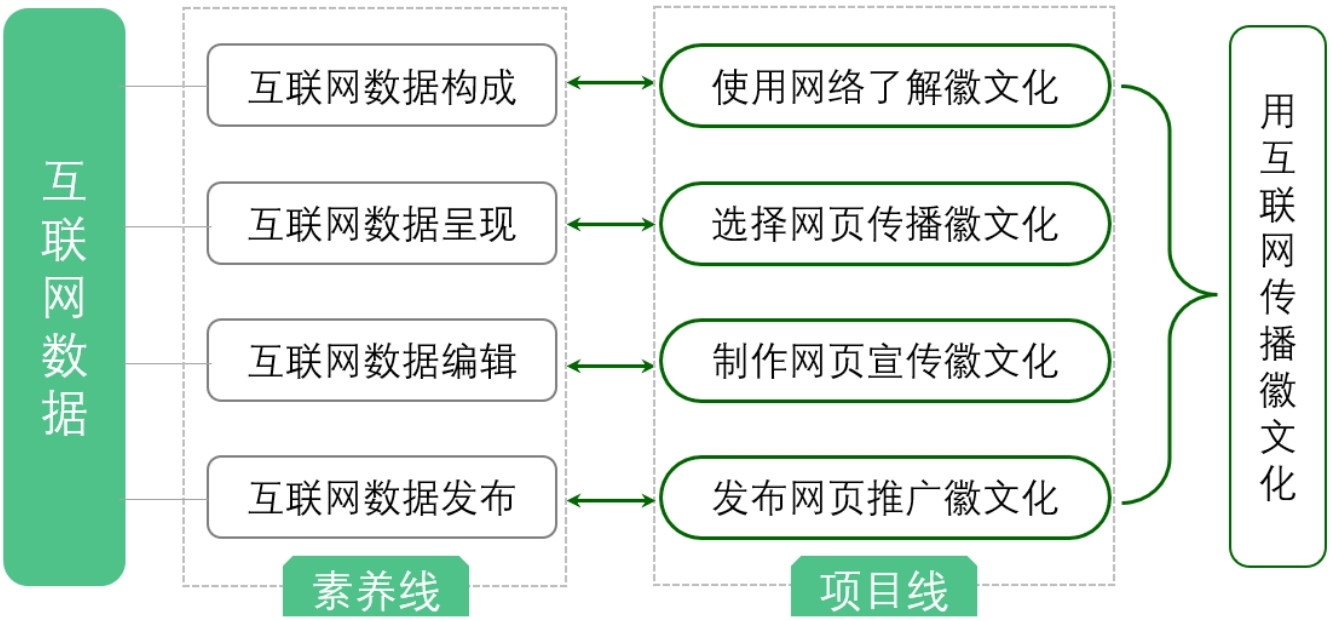 互联网数据
互联网数据构成
使用网络了解徽文化
互联网数据呈现
选择网页传播徽文化
互联网数据编辑
制作网页宣传徽文化
互联网数据发布
发布网页推广徽文化
素养线
项目线
用互联网传播徽文化